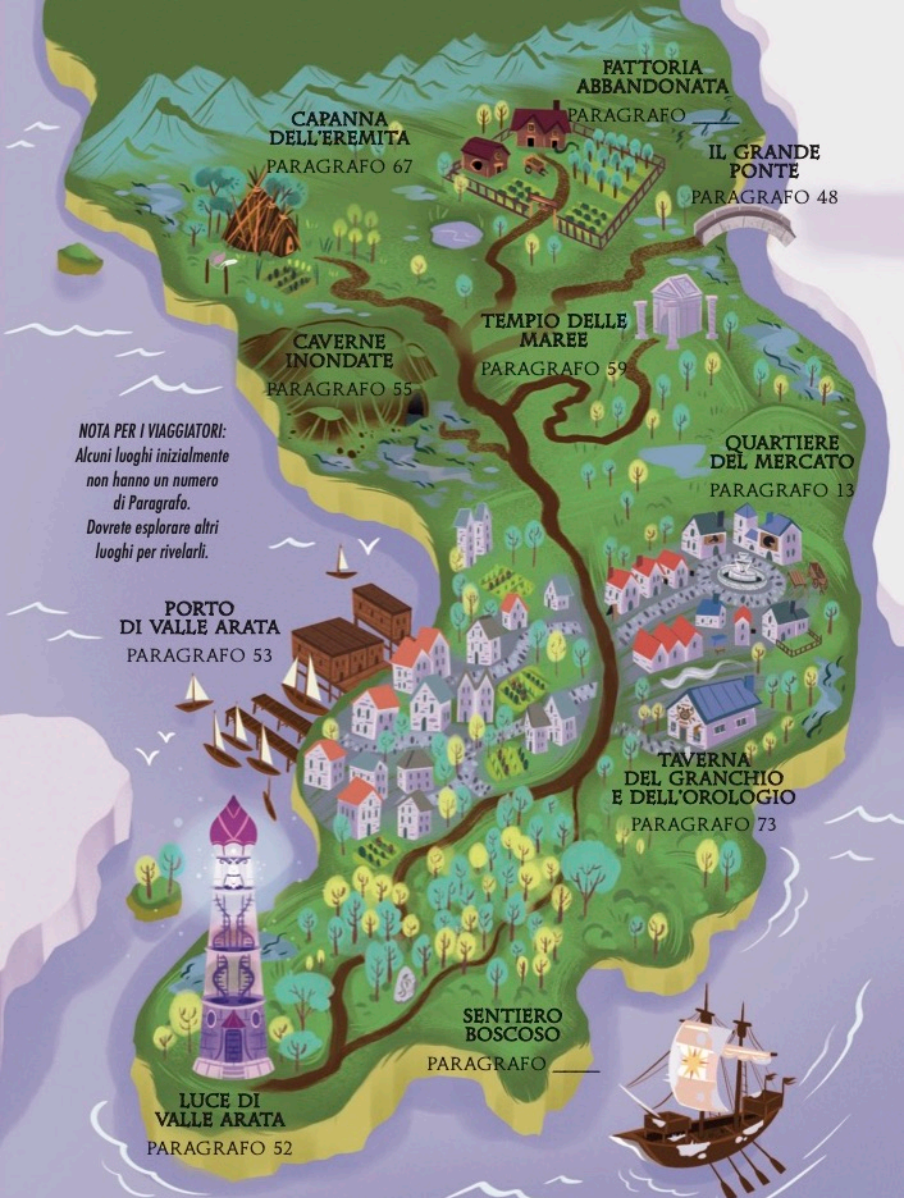 FATTORIA
ABBANDONATA
PARAGRAFO ____
CAPANNA
DELL'EREMITA
PARAGRAFO 67
IL GRANDE
PONTE
PARAGRAFO 48
TEMPIO DELLE
MAREE
PARAGRAFO 59
CAVERNE
INONDATE
PARAGRAFO 55
NOTA PER I VIAGGIATORI:
Alcuni luoghi inizialmente
non hanno un numero
di Paragrafo.
Dovrete esplorare altri
luoghi per rivelarli.
QUARTIERE
DEL MERCATO
PARAGRAFO 13
PORTO
DI VALLE ARATA
PARAGRAFO 53
TAVERNA
DEL GRANCHIO
E DELL'OROLOGIO
PARAGRAFO 73
SENTIERO
BOSCOSO
PARAGRAFO ____
LUCE DI
VALLE ARATA
PARAGRAFO 52